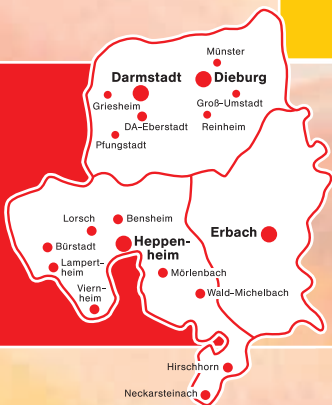 Münster
Darmstadt
Dieburg
Griesheim
Groß-Umstadt
DA-Eberstadt
Reinheim
Pfungstadt
Lorsch
Bensheim
Erbach
Bürstadt
Heppen-
heim
Lampert-
heim
Mörlenbach
Viern-
heim
Wald-Michelbach
Hirschhorn
Neckarsteinach